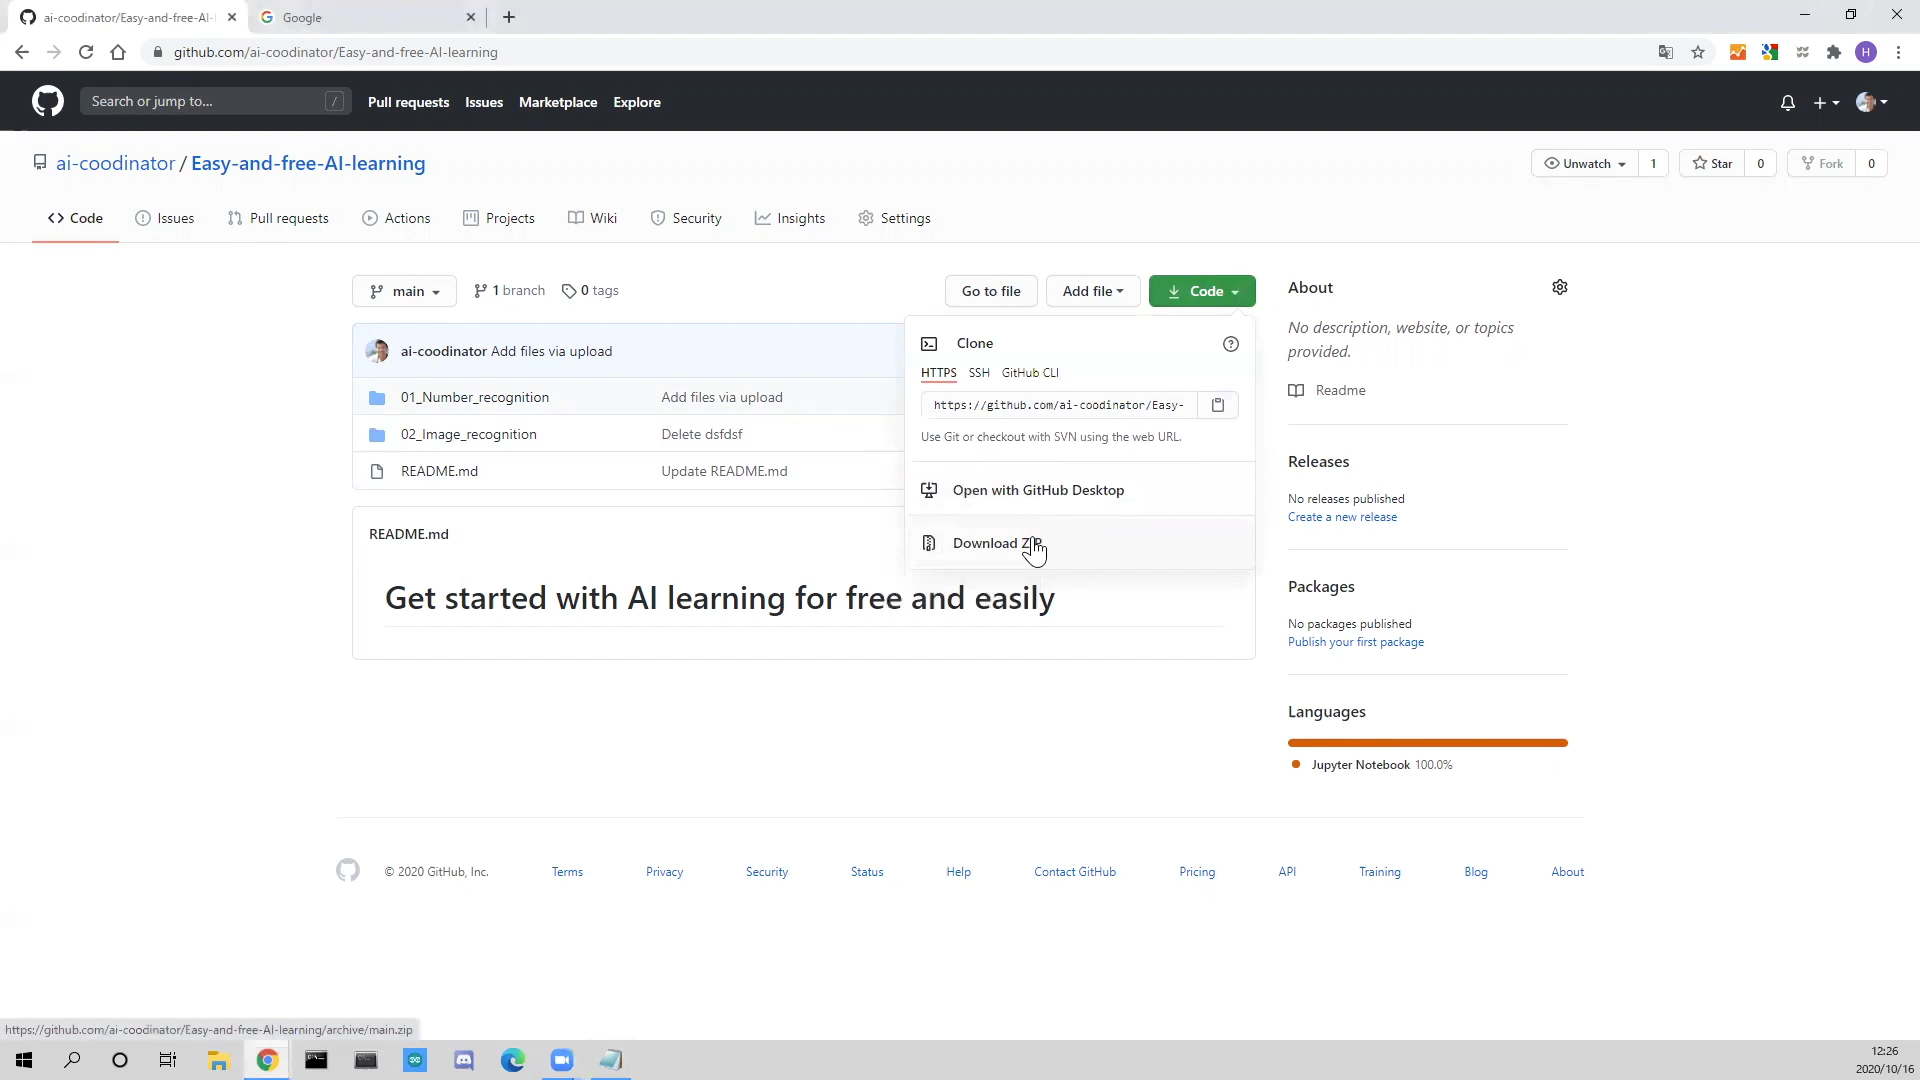 ai-coodinator/Easy-and-free-AI-l
Google
github.com/ai-coodinator/Easy-and-free-AI-learning
H
Search or jump to...
/
Pull requests
Issues
Marketplace
Explore
ai-coodinator / Easy-and-free-AI-learning
Unwatch
1
Star
0
Fork
0
Code
Issues
Pull requests
Actions
Projects
Wiki
Security
Insights
Settings
main
1 branch
0 tags
Go to file
Add file
Code
About
No description, website, or topics
provided.
Readme
ai-coodinator Add files via upload
01_Number_recognition
Add files via upload
02_Image_recognition
Delete dsfdsf
README.md
Update README.md
Clone
HTTPS
SSH
GitHub CLI
https://github.com/ai-coodinator/Easy-
Use Git or checkout with SVN using the web URL.
Open with GitHub Desktop
Download ZIP
README.md
Get started with AI learning for free and easily
Releases
No releases published
Create a new release
Packages
No packages published
Publish your first package
Languages
Jupyter Notebook 100.0%
© 2020 GitHub, Inc.
Terms
Privacy
Security
Status
Help
Contact GitHub
Pricing
API
Training
Blog
About
https://github.com/ai-coodinator/Easy-and-free-AI-learning/archive/main.zip
12:26
2020/10/16